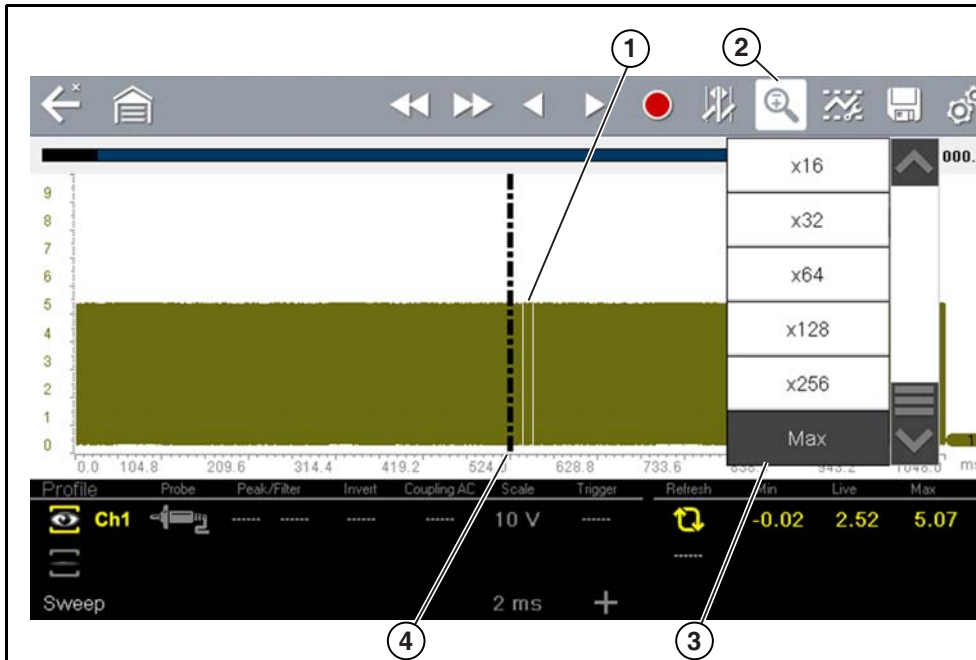 1
2
000.
x16
x32
x64
x128
x256
Max
9
8
7
6
5
4
3
2
1
0
0.0 104.8 209.6 314.4 419.2 628.8 733.6 1048.0 ms
Profile Probe Peak/Filter Invert Coupling AC Scale Trigger Refresh Min Live Max
Ch1 ------ ------ ------ ------ 10 V ------ -0.02 2.52 5.07
------
Sweep 2 ms +
4
3